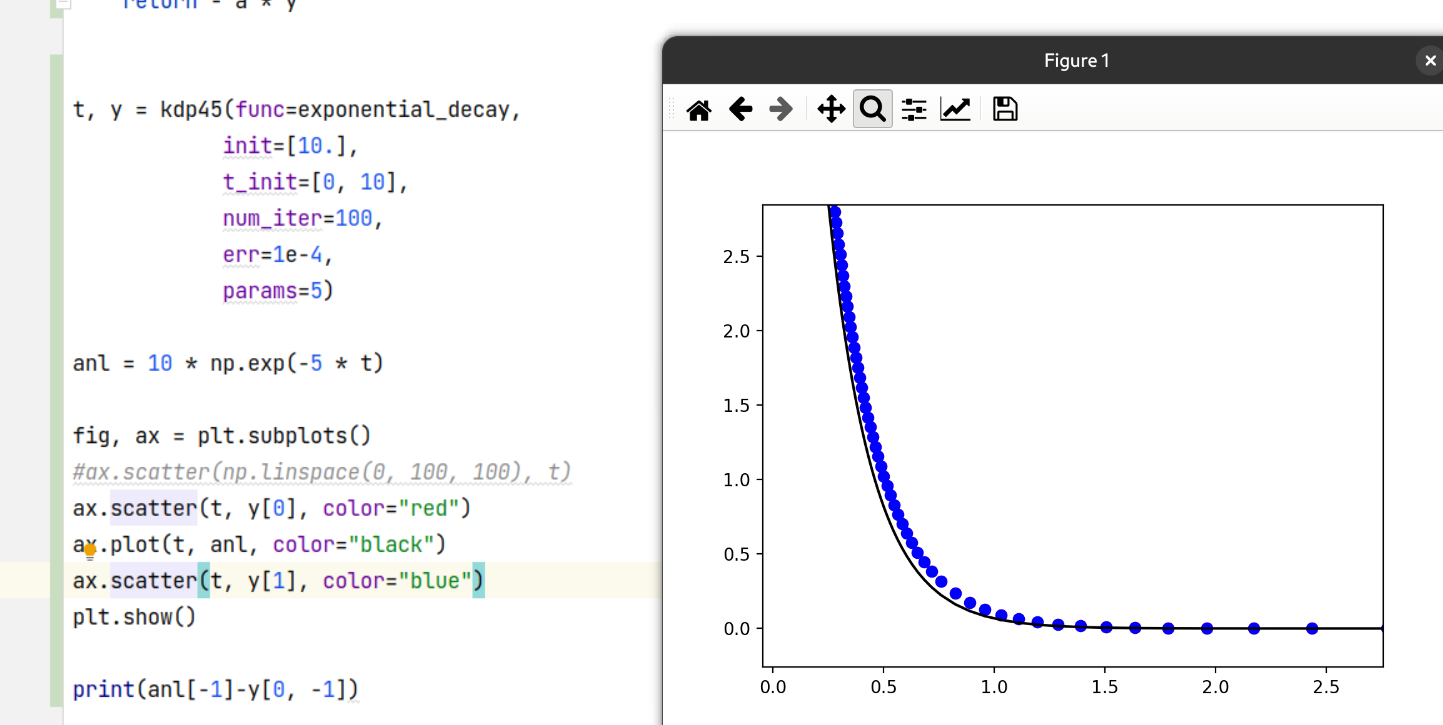 return - a * y
t, y = kdp45(func=exponential_decay,
init=[10.],
t_init=[0, 10],
num_iter=100,
err=1e-4,
params=5)
anl = 10 * np.exp(-5 * t)
fig, ax = plt.subplots()
#ax.scatter(np.linspace(0, 100, 100), t)
ax.scatter(t, y[0], color="red")
ax.plot(t, anl, color="black")
ax.scatter(t, y[1], color="blue")
plt.show()
print(anl[-1]-y[0, -1])
Figure 1
2.5
2.0
1.5
1.0
0.5
0.0
0.0 0.5 1.0 1.5 2.0 2.5